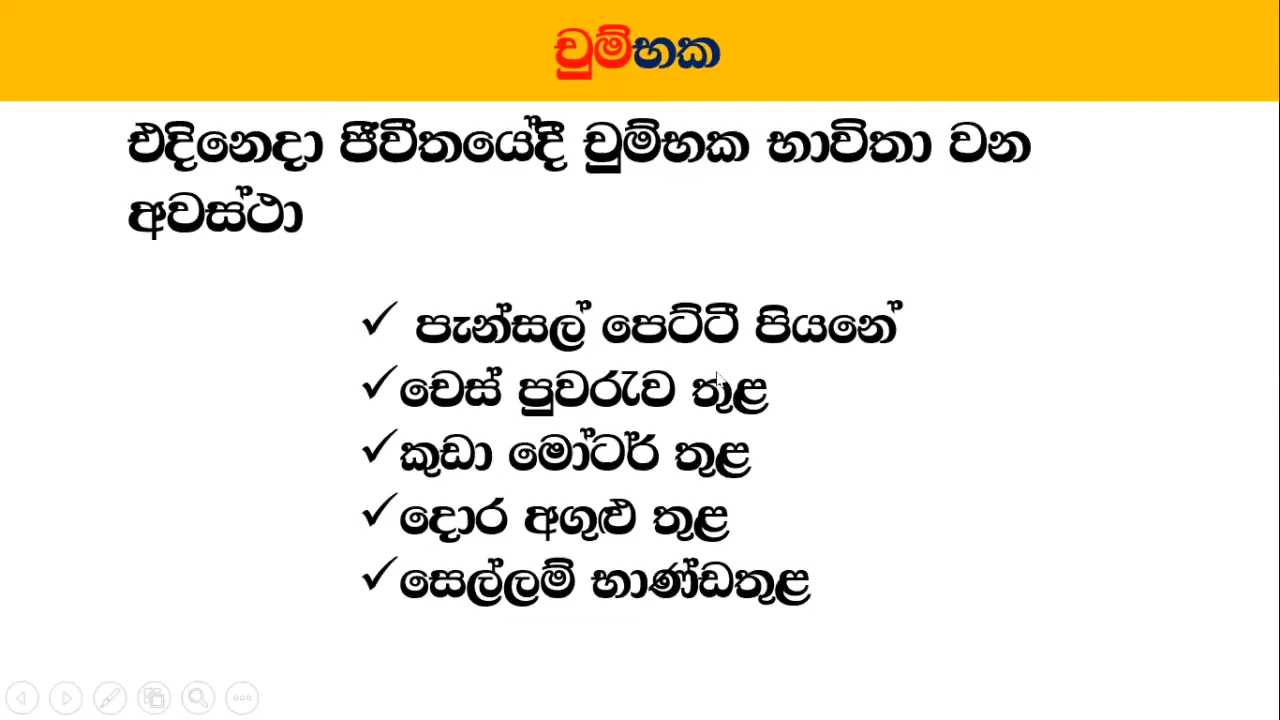 චුම්භක
එදිනෙදා ජීවිතයේදී චුම්භක භාවිතා වන
අවස්ථා
✓ පැන්සල් පෙට්ටි පියනේ
✓ චෙස් පුවරුව තුළ
✓ කුඩා මෝටර් තුළ
✓ දොර අගුළු තුළ
✓ සෙල්ලම් භාණ්ඩතුළ